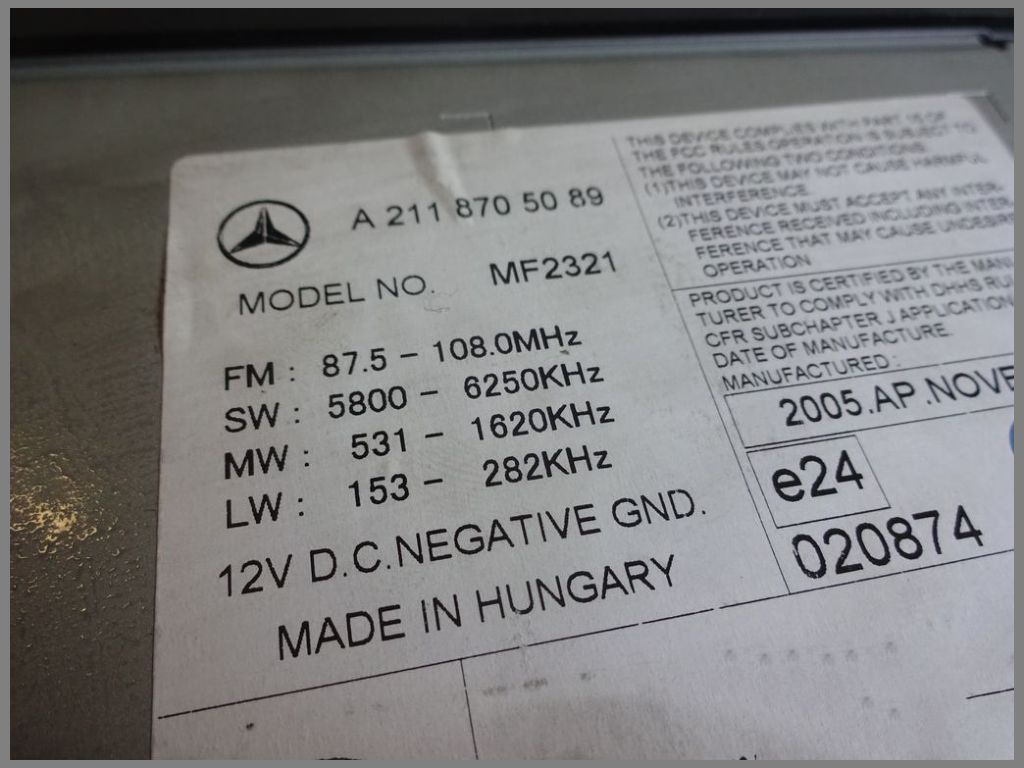 A 211 870 50 89
MODEL NO. MF2321
FM : 87.5 - 108.0MHz
SW : 5800 - 6250KHz
MW : 531 - 1620KHz
LW : 153 - 282KHz
12V D.C.NEGATIVE GND.
MADE IN HUNGARY
THIS DEVICE COMPLIES WITH PART 15 OF
THE FCC RULES OPERATION IS SUBJECT TO
THE FOLLOWING TWO CONDITIONS.
(1)THIS DEVICE MAY NOT CAUSE HARMFUL
INTERFERENCE.
(2)THIS DEVICE MUST ACCEPT ANY INTER-
FERENCE RECEIVED INCLUDING INTER-
FERENCE THAT MAY CAUSE UNDESIRE
OPERATION
PRODUCT IS CERTIFIED BY THE MANU
TURER TO COMPLY WITH DHHS RU
CFR SUBCHAPTER J APPLICATION
DATE OF MANUFACTURE.
MANUFACTURED :
2005.AP.NOVE
e24
020874